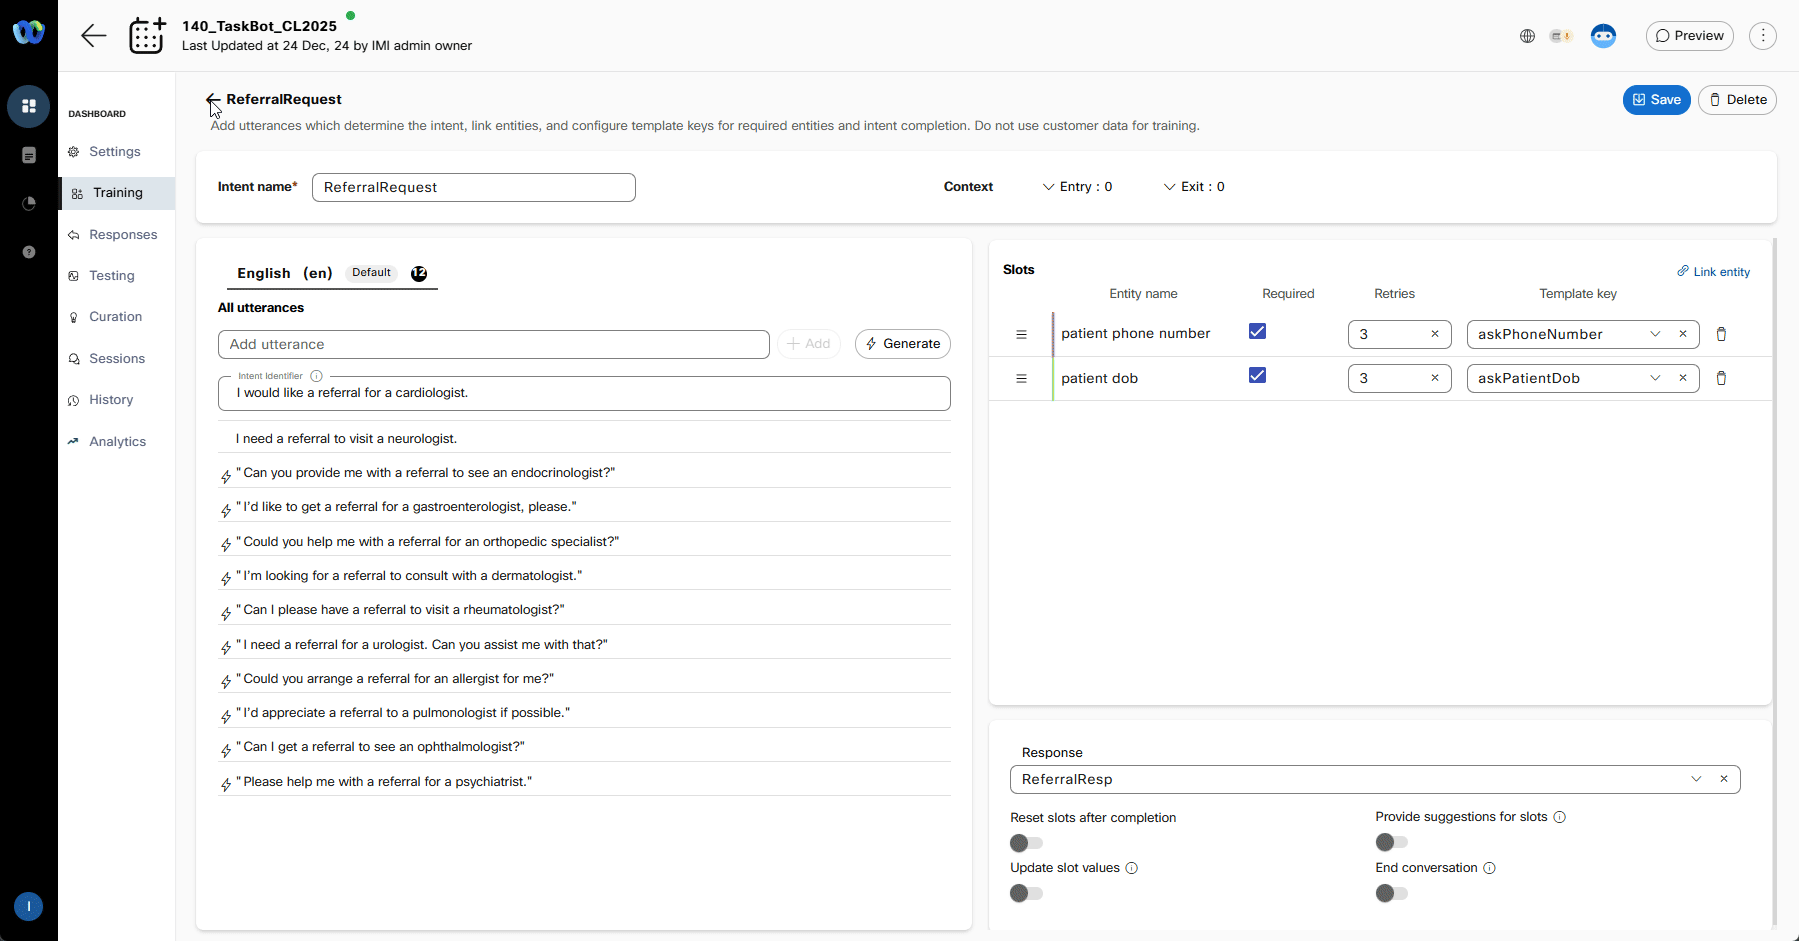 140_TaskBot_CL2025
Last Updated at 24 Dec, 24 by IMI admin owner
Preview
ReferralRequest
Save
Delete
Add utterances which determine the intent, link entities, and configure template keys for required entities and intent completion. Do not use customer data for training.
DASHBOARD
Settings
Training
Responses
Testing
Curation
Sessions
History
Analytics
Intent name*
ReferralRequest
Context
Entry : 0
Exit : 0
English (en) Default 12
All utterances
Add utterance
Add
Generate
Intent Identifier
I would like a referral for a cardiologist.
I need a referral to visit a neurologist.
"Can you provide me with a referral to see an endocrinologist?"
"I'd like to get a referral for a gastroenterologist, please."
"Could you help me with a referral for an orthopedic specialist?"
"I'm looking for a referral to consult with a dermatologist."
"Can I please have a referral to visit a rheumatologist?"
"I need a referral for a urologist. Can you assist me with that?"
"Could you arrange a referral for an allergist for me?"
"I'd appreciate a referral to a pulmonologist if possible."
"Can I get a referral to see an ophthalmologist?"
"Please help me with a referral for a psychiatrist."
Slots
Link entity
Entity name Required Retries Template key
patient phone number 3 askPhoneNumber
patient dob 3 askPatientDob
Response
ReferralResp
Reset slots after completion
Provide suggestions for slots
Update slot values
End conversation
I